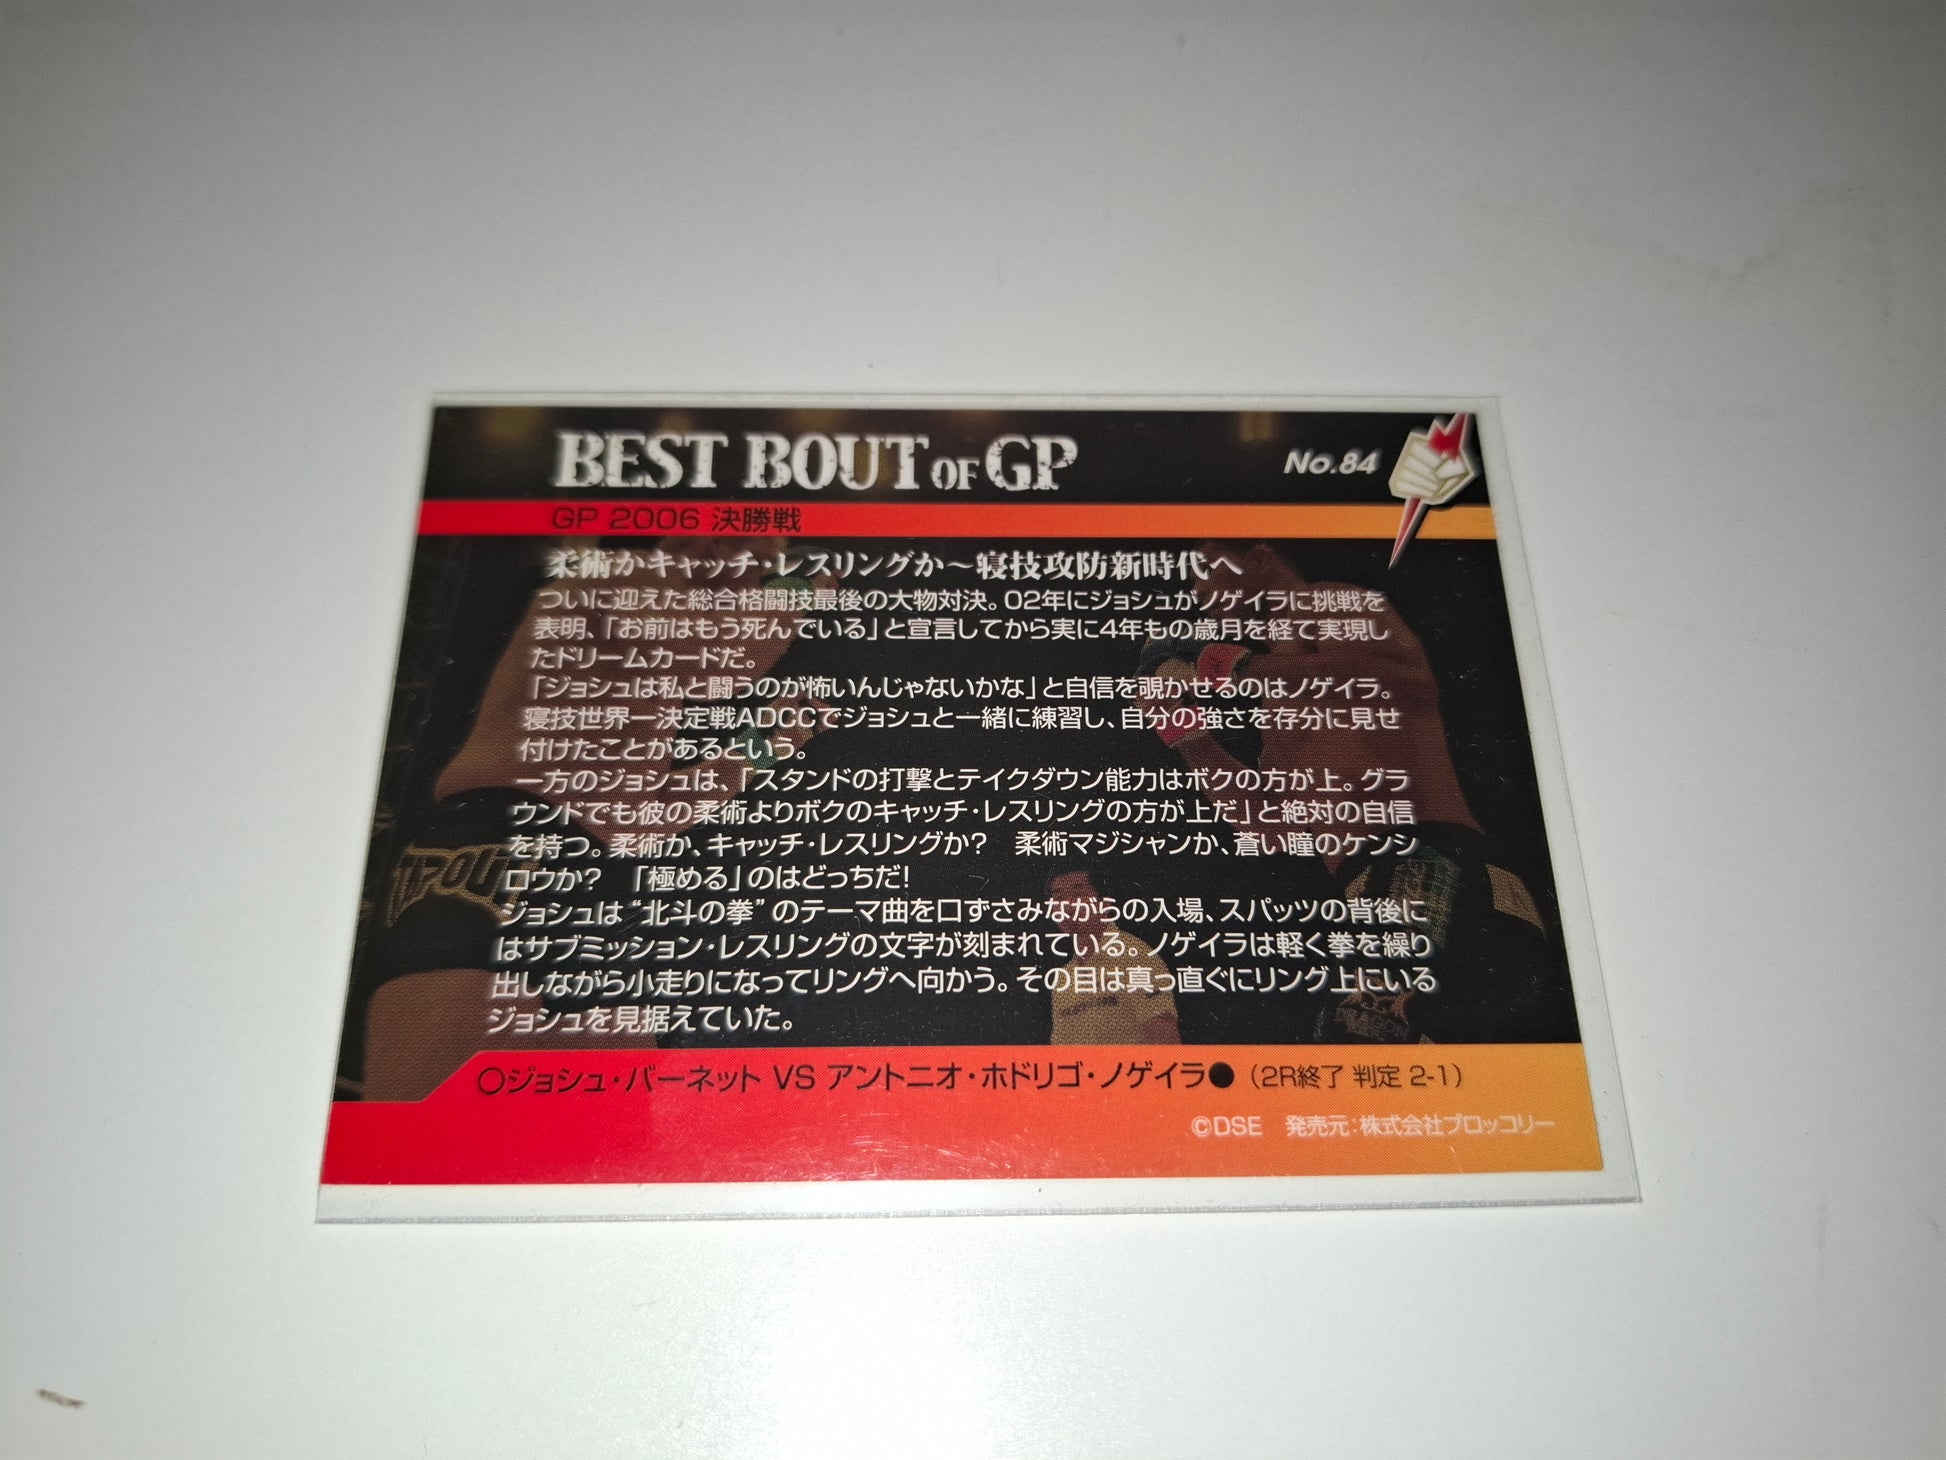 BEST BOUT OF GP
No.84
GP 2006 決勝戦
柔術かキャッチ・レスリングか～寝技攻防新時代へ
ついに迎えた総合格闘技最後の大物対決。02年にジョシュがノゲイラに挑戦を
表明、「お前はもう死んでいる」と宣言してから実に4年もの歳月を経て実現し
たドリームカードだ。
「ジョシュは私と闘うのが怖いんじゃないかな」と自信を覗かせるのはノゲイラ。
寝技世界一決定戦ADCCでジョシュと一緒に練習し、自分の強さを存分に見せ
付けたことがあるという。
一方のジョシュは、「スタンドの打撃とテイクダウン能力はボクの方が上。グラ
ウンドでも彼の柔術よりボクのキャッチ・レスリングの方が上だ」と絶対の自信
を持つ。柔術か、キャッチ・レスリングか？　柔術マジシャンか、蒼い瞳のケンシ
ロウか？　「極める」のはどっちだ！
ジョシュは“北斗の拳”のテーマ曲を口ずさみながらの入場、スパッツの背後に
はサブミッション・レスリングの文字が刻まれている。ノゲイラは軽く拳を繰り
出しながら小走りになってリングへ向かう。その目は真っ直ぐにリング上にいる
ジョシュを見据えていた。
○ジョシュ・バーネット VS アントニオ・ホドリゴ・ノゲイラ●（2R終了 判定 2-1）
©DSE　発売元：株式会社ブロッコリー